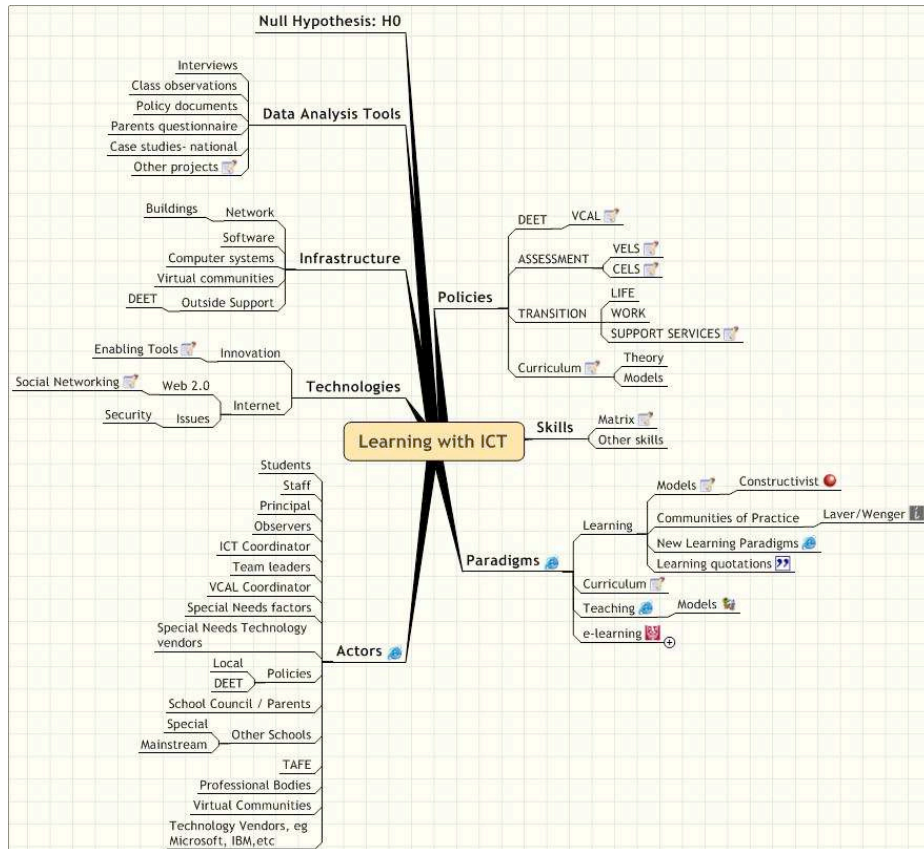 Null Hypothesis: H0
Interviews
Class observations
Policy documents
Parents questionnaire
Case studies- national
Other projects
Data Analysis Tools
Buildings
Network
Software
Computer systems
Virtual communities
DEET
Outside Support
Infrastructure
Enabling Tools
Innovation
Social Networking
Web 2.0
Security
Issues
Internet
Technologies
Learning with ICT
Students
Staff
Principal
Observers
ICT Coordinator
Team leaders
VCAL Coordinator
Special Needs factors
Special Needs Technology
vendors
Local
DEET
Policies
School Council / Parents
Special
Mainstream
Other Schools
TAFE
Professional Bodies
Virtual Communities
Technology Vendors, eg
Microsoft, IBM,etc
Actors
Policies
DEET
VCAL
ASSESSMENT
VELS
CELS
TRANSITION
LIFE
WORK
SUPPORT SERVICES
Curriculum
Theory
Models
Skills
Matrix
Other skills
Paradigms
Learning
Models
Constructivist
Communities of Practice
Laver/Wenger
New Learning Paradigms
Learning quotations
Curriculum
Teaching
Models
e-learning